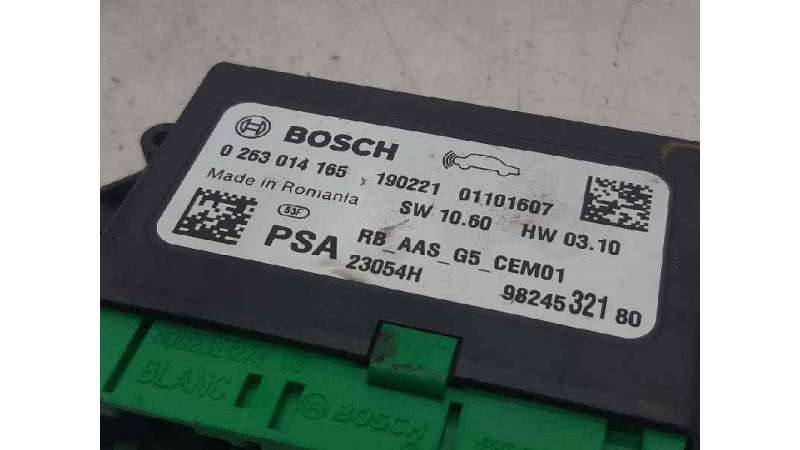 BOSCH
0 263 014 165 190221 01101607
Made in Romania SW 10.60 HW 03.10
53F
PSA RB_AAS_G5_CEM01
23054H 98245 321 80
BLANC BOSCH